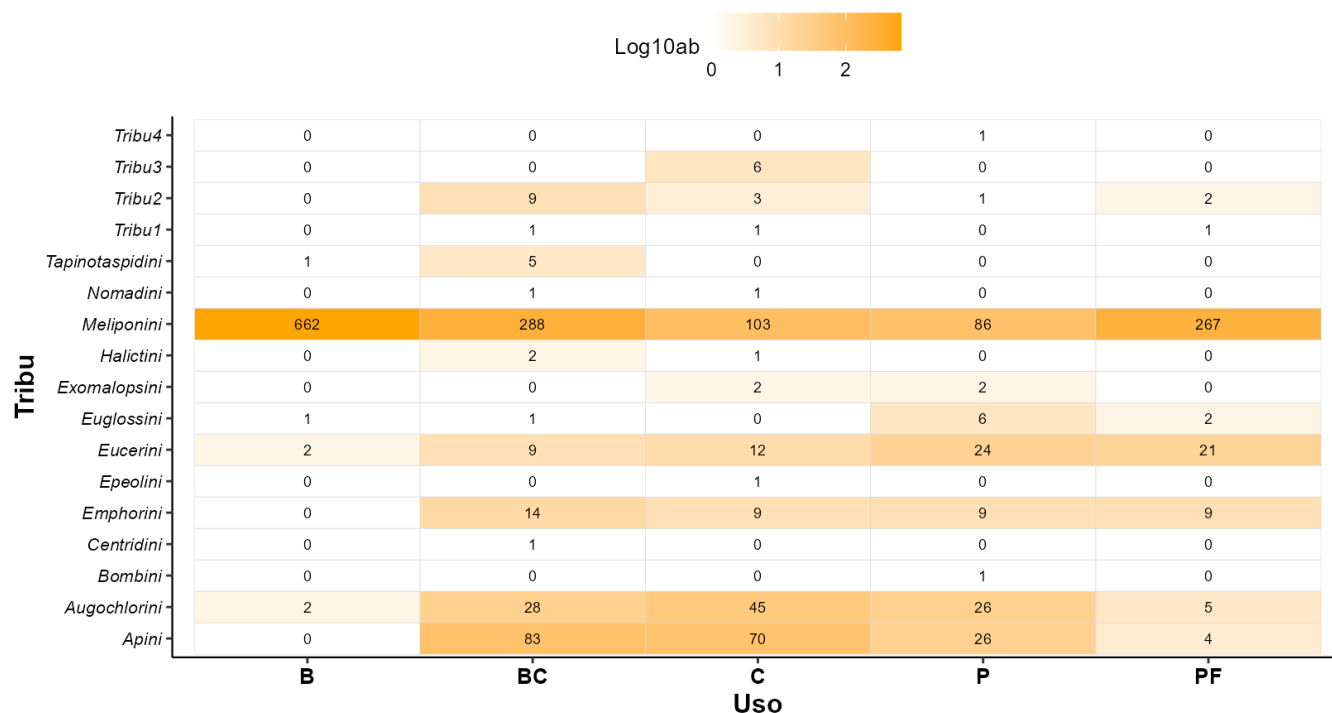 Log10ab
0 1 2
Tribu4 0 0 0 1 0
Tribu3 0 0 6 0 0
Tribu2 0 9 3 1 2
Tribu1 0 1 1 0 1
Tapinotaspidini 1 5 0 0 0
Nomadini 0 1 1 0 0
Meliponini 662 288 103 86 267
Halictini 0 2 1 0 0
Exomalopsini 0 0 2 2 0
Euglossini 1 1 0 6 2
Eucerini 2 9 12 24 21
Epeolini 0 0 1 0 0
Emphorini 0 14 9 9 9
Centridini 0 1 0 0 0
Bombini 0 0 0 1 0
Augochlorini 2 28 45 26 5
Apini 0 83 70 26 4
B BC C P PF
Uso
Tribu